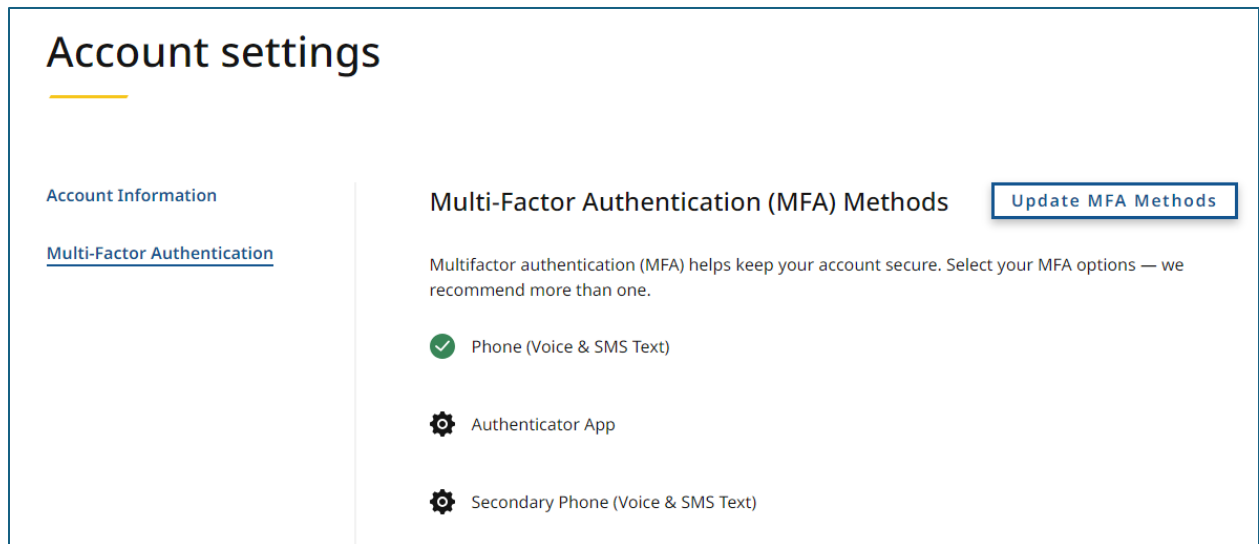 Account settings
Account Information
Multi-Factor Authentication
Multi-Factor Authentication (MFA) Methods
Update MFA Methods
Multifactor authentication (MFA) helps keep your account secure. Select your MFA options — we
recommend more than one.
Phone (Voice & SMS Text)
Authenticator App
Secondary Phone (Voice & SMS Text)